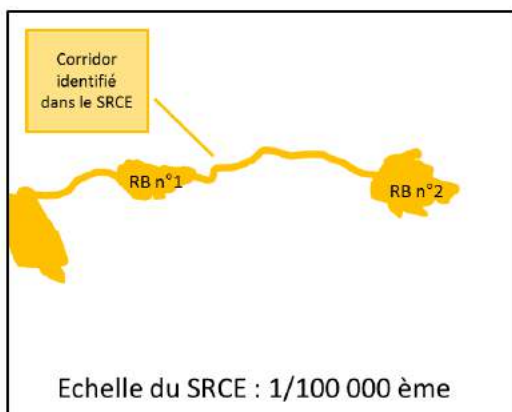 Corridor
identifié
dans le SRCE
RB n°1
RB n°2
Echelle du SRCE : 1/100 000 ème